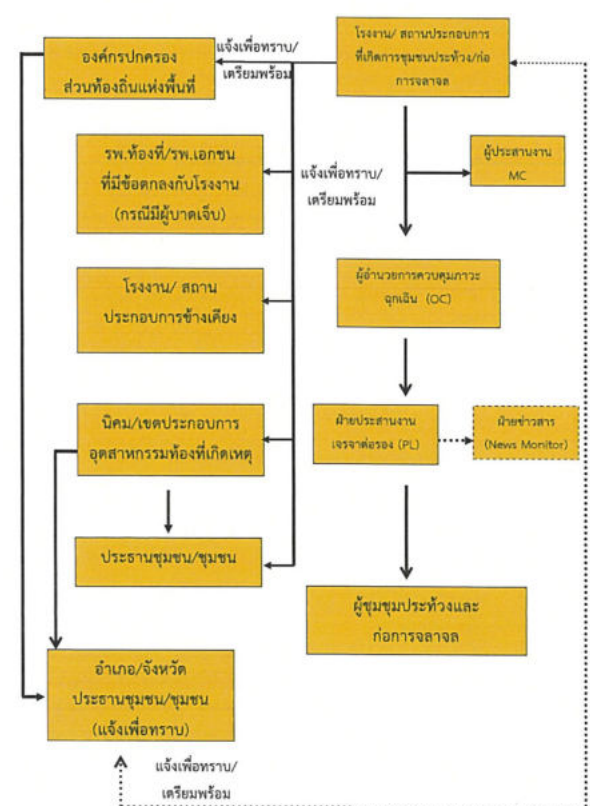 องค์กรปกครอง
ส่วนท้องถิ่นแห่งพื้นที่
แจ้งเพื่อทราบ/
เตรียมพร้อม
โรงงาน/ สถานประกอบการ
ที่เกิดการชุมชนประท้วง/ก่อ
การจลาจล
รพ.ท้องที่/รพ.เอกชน
ที่มีข้อตกลงกับโรงงาน
(กรณีมีผู้บาดเจ็บ)
แจ้งเพื่อทราบ/
เตรียมพร้อม
ผู้ประสานงาน
MC
ผู้อำนวยการควบคุมภาวะ
ฉุกเฉิน (OC)
โรงงาน/ สถาน
ประกอบการข้างเคียง
นิคม/เขตประกอบการ
อุตสาหกรรมท้องที่เกิดเหตุ
ฝ่ายประสานงาน
เจรจาต่อรอง (PL)
ฝ่ายข่าวสาร
(News Monitor)
ประธานชุมชน/ชุมชน
ผู้ชุมชุมประท้วงและ
ก่อการจลาจล
อำเภอ/จังหวัด
ประธานชุมชน/ชุมชน
(แจ้งเพื่อทราบ)
แจ้งเพื่อทราบ/
เตรียมพร้อม